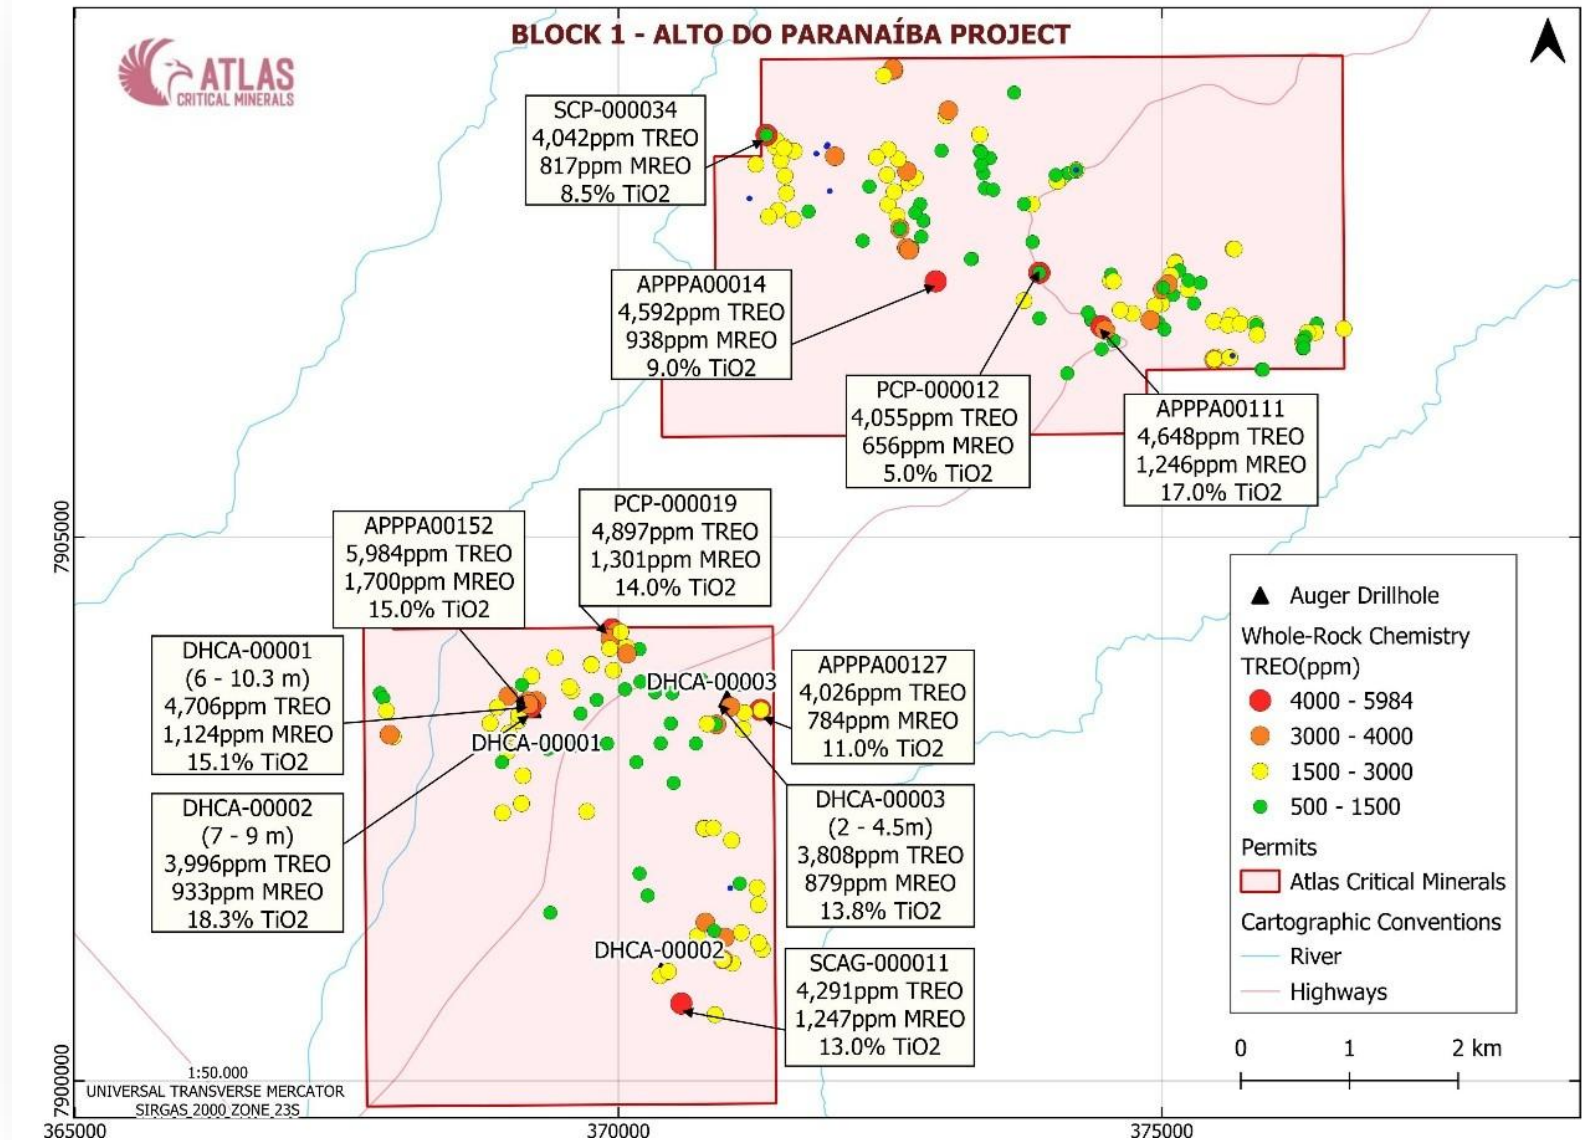 BLOCK 1 - ALTO DO PARANAÍBA PROJECT
ATLAS
CRITICAL MINERALS
SCP-000034
4,042ppm TREO
817ppm MREO
8.5% TiO2
APPPA00014
4,592ppm TREO
938ppm MREO
9.0% TiO2
PCP-000012
4,055ppm TREO
656ppm MREO
5.0% TiO2
APPPA00111
4,648ppm TREO
1,246ppm MREO
17.0% TiO2
PCP-000019
4,897ppm TREO
1,301ppm MREO
14.0% TiO2
APPPA00152
5,984ppm TREO
1,700ppm MREO
15.0% TiO2
DHCA-00001
(6 - 10.3 m)
4,706ppm TREO
1,124ppm MREO
15.1% TiO2
DHCA-00002
(7 - 9 m)
3,996ppm TREO
933ppm MREO
18.3% TiO2
DHCA-00003
DHCA-00001
DHCA-00002
APPPA00127
4,026ppm TREO
784ppm MREO
11.0% TiO2
DHCA-00003
(2 - 4.5m)
3,808ppm TREO
879ppm MREO
13.8% TiO2
SCAG-000011
4,291ppm TREO
1,247ppm MREO
13.0% TiO2
Auger Drillhole
Whole-Rock Chemistry
TREO(ppm)
4000 - 5984
3000 - 4000
1500 - 3000
500 - 1500
Permits
Atlas Critical Minerals
Cartographic Conventions
River
Highways
0 1 2 km
1:50.000
UNIVERSAL TRANSVERSE MERCATOR
SIRGAS 2000 ZONE 23S
7905000
7900000
365000 370000 375000